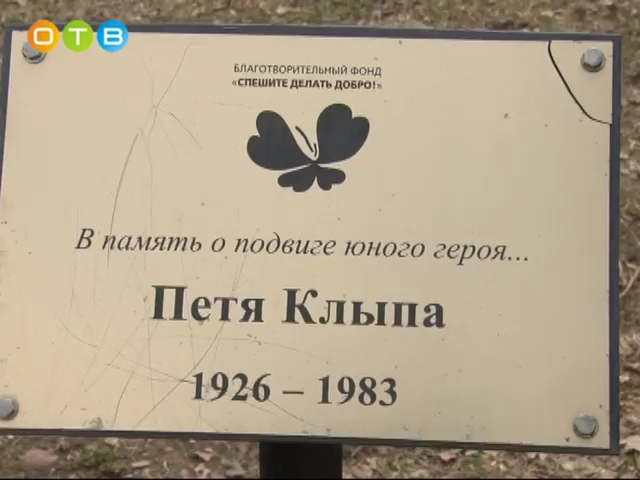 ОТВ
БЛАГОТВОРИТЕЛЬНЫЙ ФОНД
«СПЕШИТЕ ДЕЛАТЬ ДОБРО!»
В память о подвиге юного героя...
Петя Клыпа
1926 – 1983